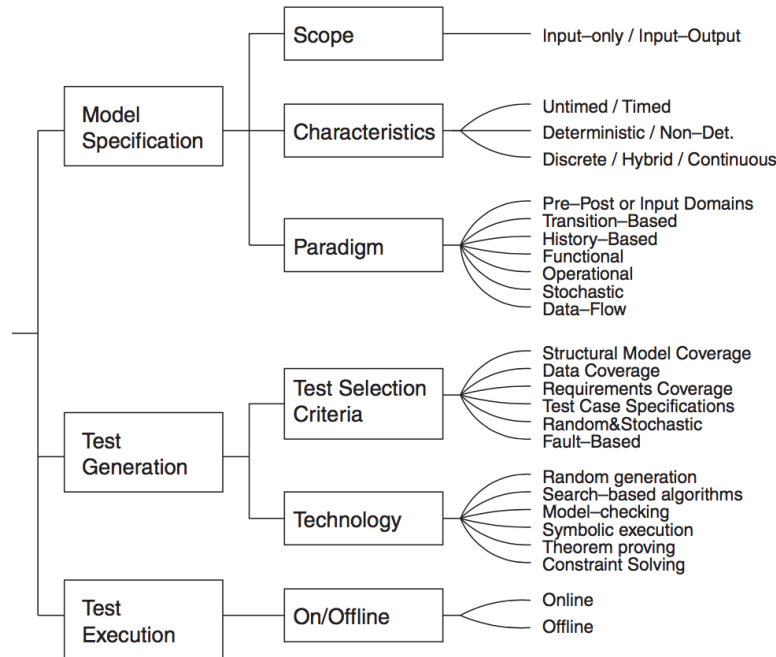 Scope
Input–only / Input–Output
Model
Specification
Characteristics
Untimed / Timed
Deterministic / Non–Det.
Discrete / Hybrid / Continuous
Paradigm
Pre–Post or Input Domains
Transition–Based
History–Based
Functional
Operational
Stochastic
Data–Flow
Test
Generation
Test Selection
Criteria
Structural Model Coverage
Data Coverage
Requirements Coverage
Test Case Specifications
Random&Stochastic
Fault–Based
Technology
Random generation
Search–based algorithms
Model–checking
Symbolic execution
Theorem proving
Constraint Solving
Test
Execution
On/Offline
Online
Offline